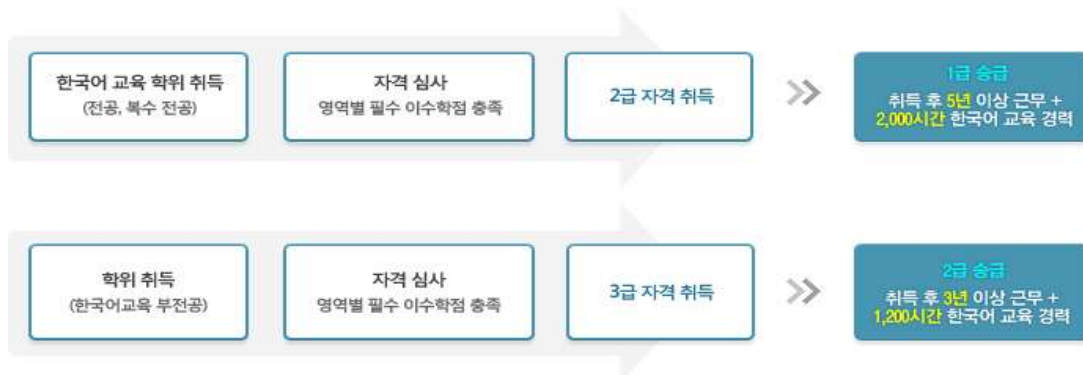 한국어 교육 학위 취득
(전공, 복수 전공)
자격 심사
영역별 필수 이수학점 충족
2급 자격 취득
1급 승급
취득 후 5년 이상 근무 +
2,000시간 한국어 교육 경력
학위 취득
(한국어교육 부전공)
자격 심사
영역별 필수 이수학점 충족
3급 자격 취득
2급 승급
취득 후 3년 이상 근무 +
1,200시간 한국어 교육 경력